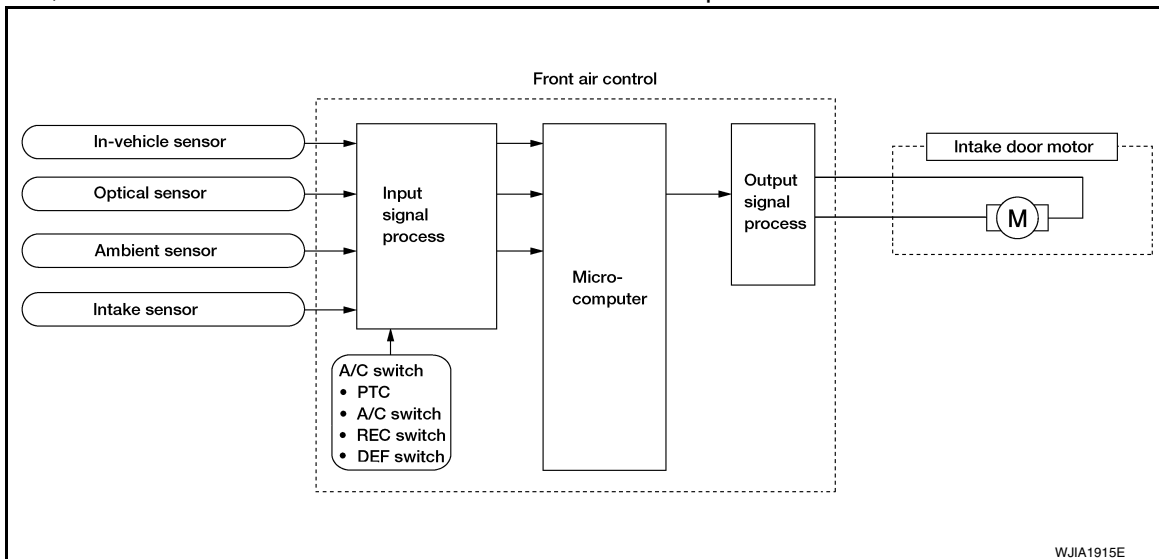 Front air control
In-vehicle sensor
Optical sensor
Ambient sensor
Intake sensor
Input
signal
process
A/C switch
• PTC
• A/C switch
• REC switch
• DEF switch
Micro-
computer
Output
signal
process
Intake door motor
M
WJIA1915E